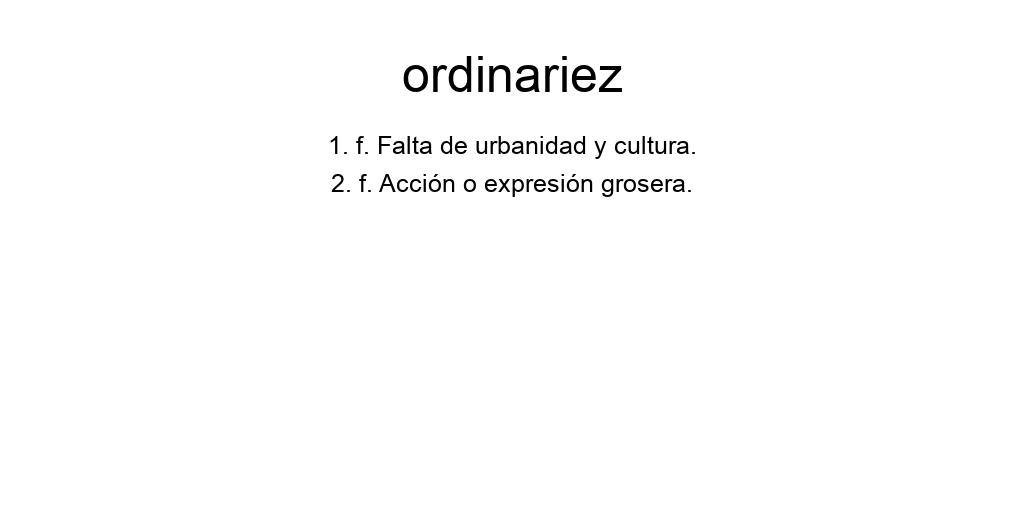 ordinariez
1. f. Falta de urbanidad y cultura.
2. f. Acción o expresión grosera.